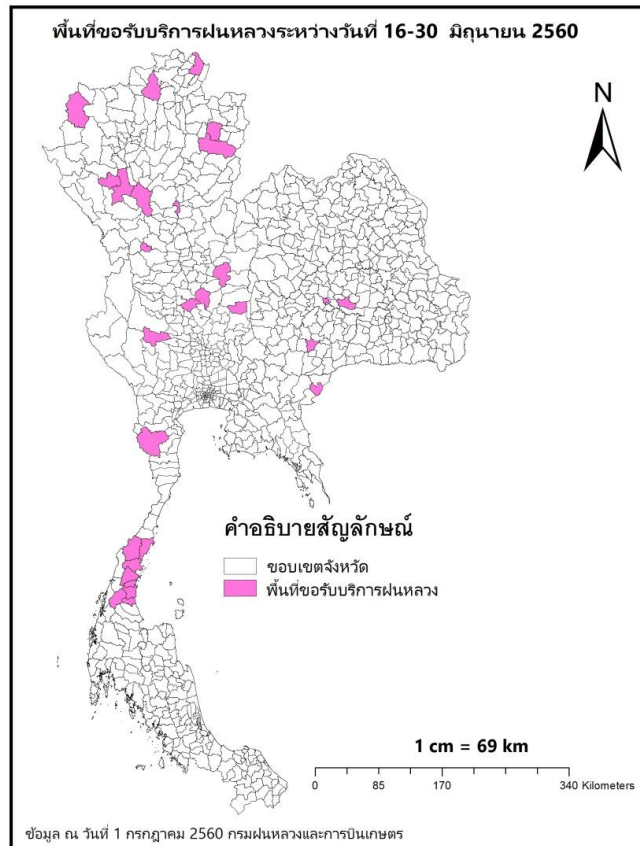 พื้นที่ขอรับบริการฝนหลวงระหว่างวันที่ 16-30 มิถุนายน 2560
N
คำอธิบายสัญลักษณ์
ขอบเขตจังหวัด
พื้นที่ขอรับบริการฝนหลวง
1 cm = 69 km
0 85 170 340 Kilometers
ข้อมูล ณ วันที่ 1 กรกฎาคม 2560 กรมฝนหลวงและการบินเกษตร